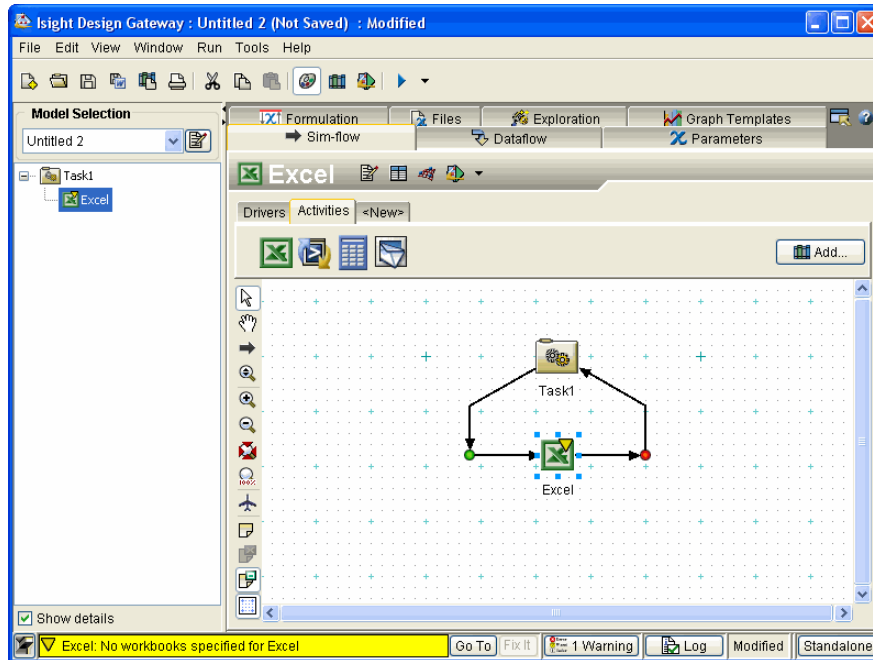 Isight Design Gateway : Untitled 2 (Not Saved) : Modified
File Edit View Window Run Tools Help
Model Selection
Untitled 2
Task1
Excel
Show details
Formulation Files Exploration Graph Templates
Sim-flow Dataflow Parameters
Excel
Drivers Activities <New>
Add...
Task1
Excel
100%
Excel: No workbooks specified for Excel Go To Fix It 1 Warning Log Modified Standalone